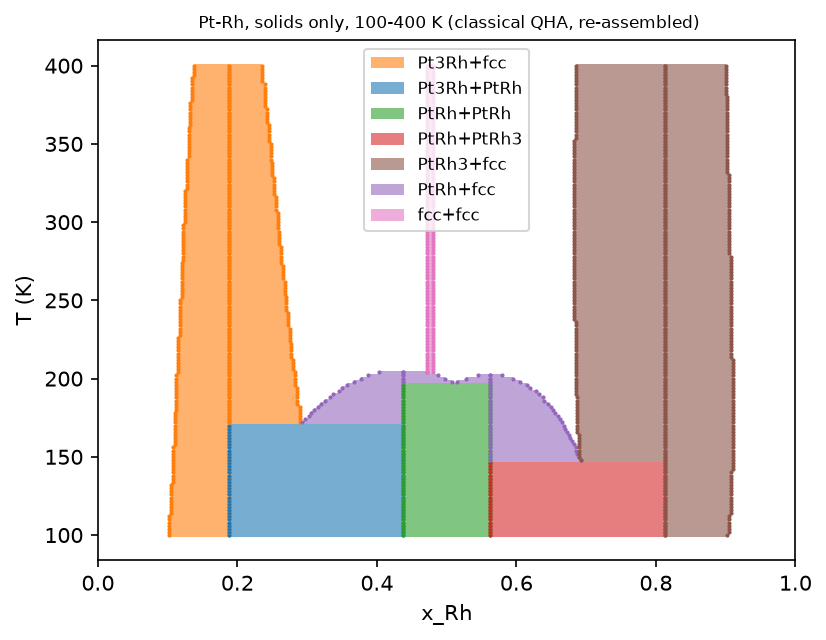 Pt-Rh, solids only, 100-400 K (classical QHA, re-assembled)
Pt3Rh+fcc
Pt3Rh+PtRh
PtRh+PtRh
PtRh+PtRh3
PtRh3+fcc
PtRh+fcc
fcc+fcc
400
350
300
250
200
150
100
T (K)
0.0 0.2 0.4 0.6 0.8 1.0
x_Rh